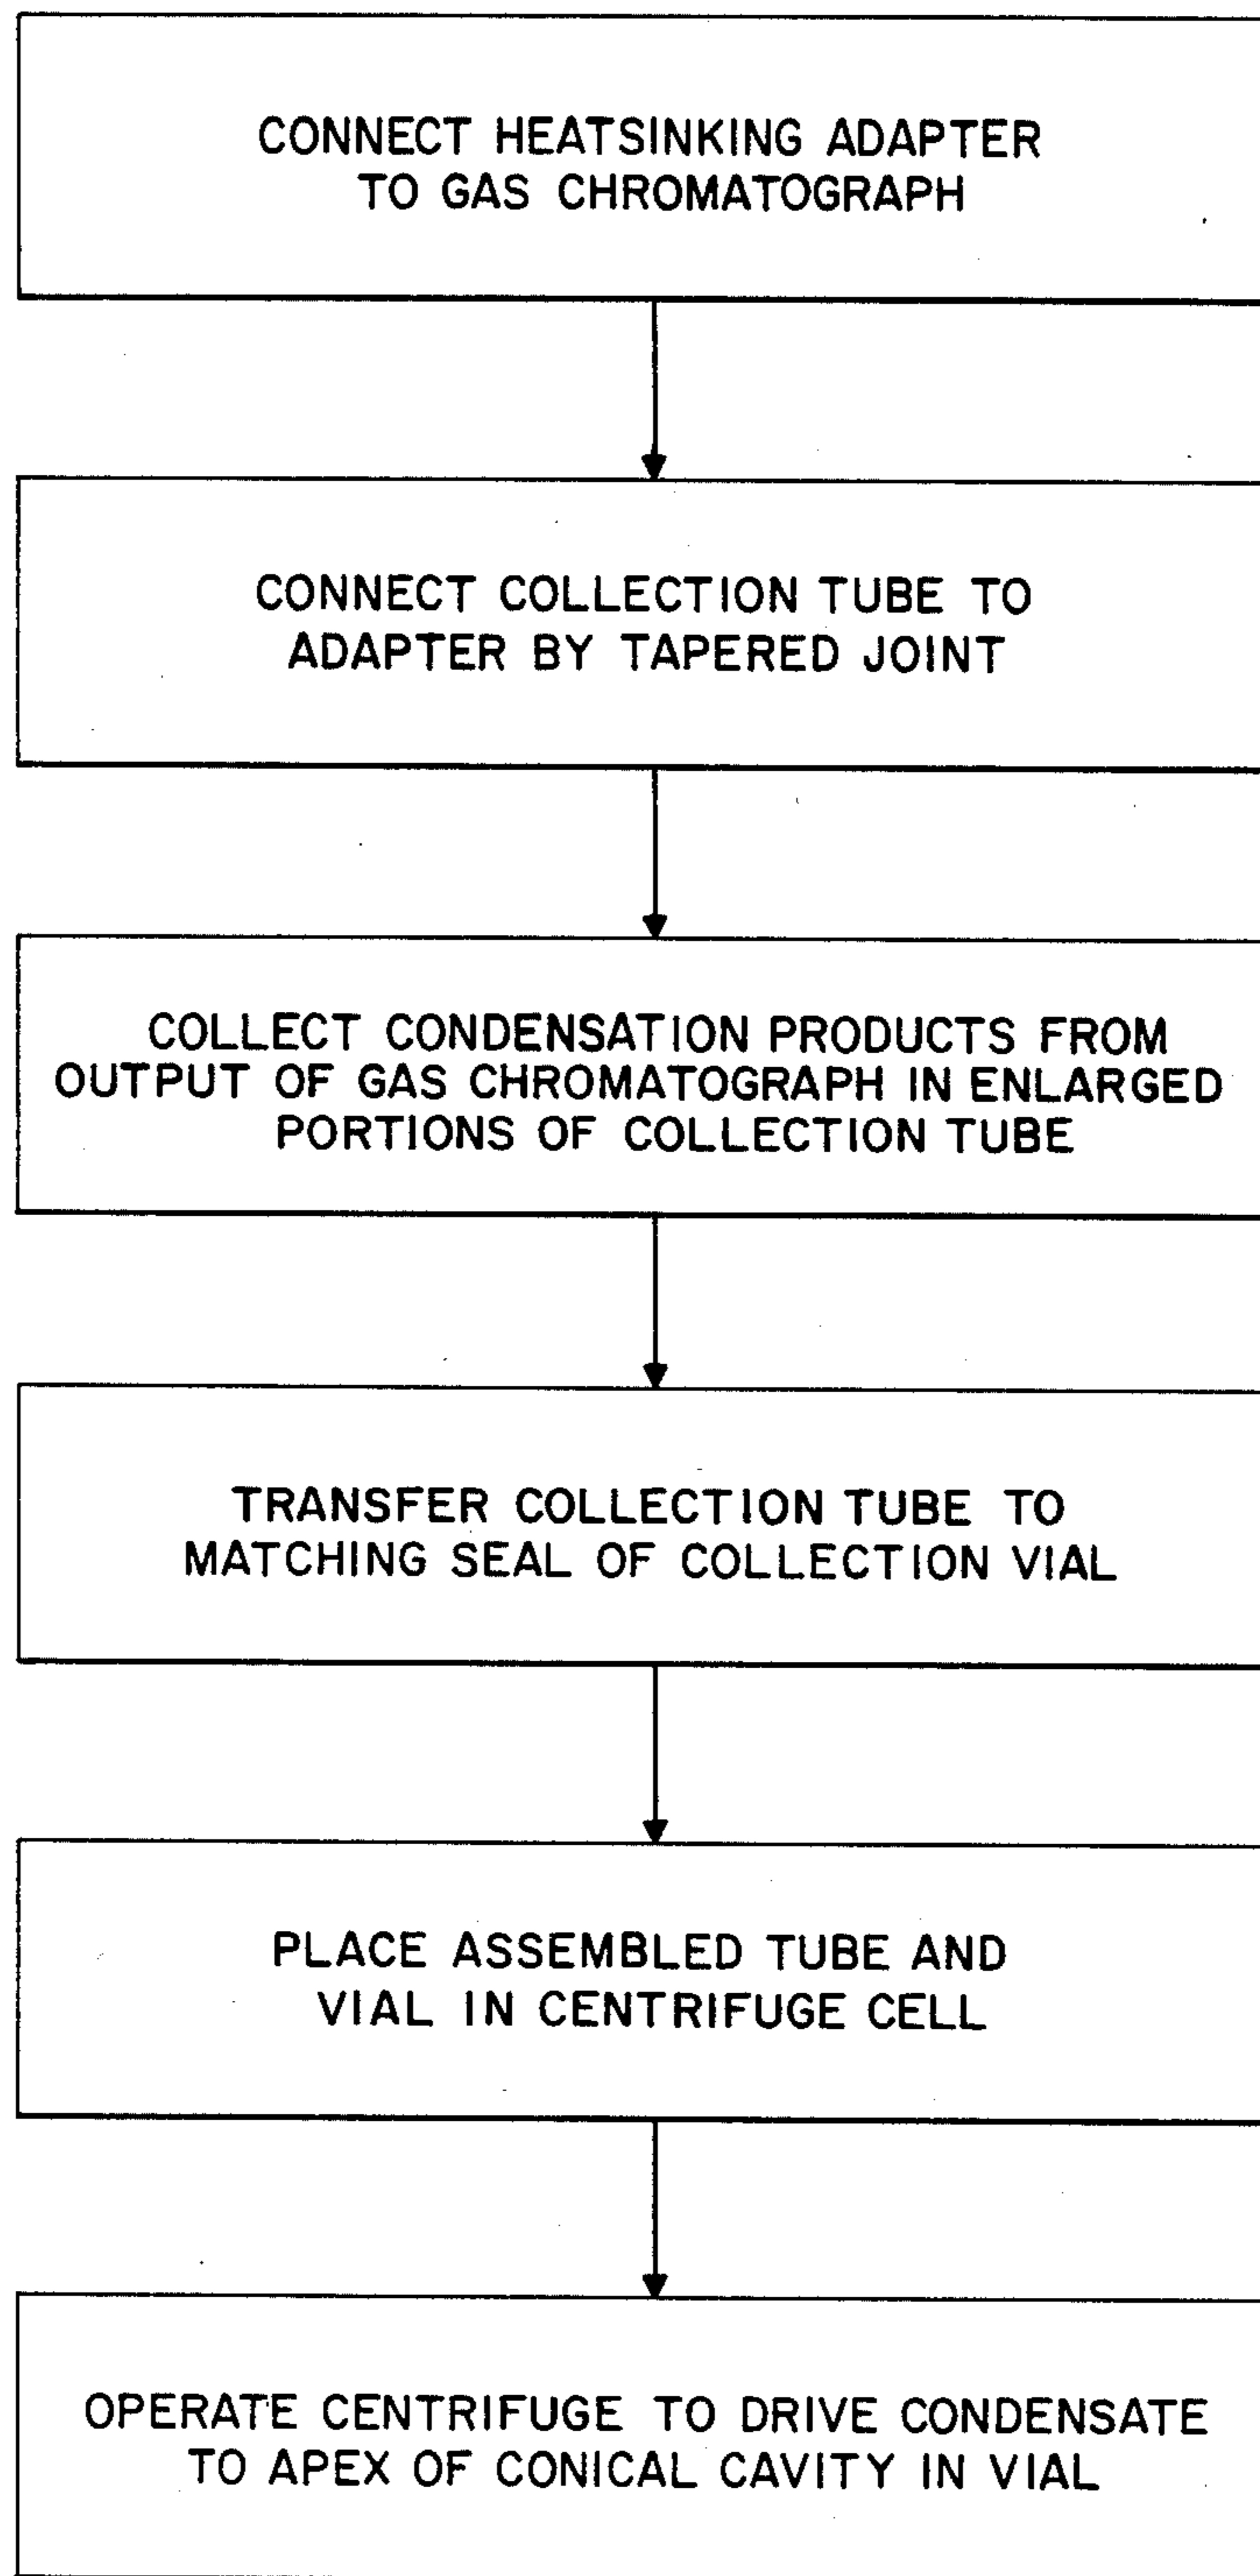 CONNECT HEATSINKING ADAPTER
TO GAS CHROMATOGRAPH
CONNECT COLLECTION TUBE TO
ADAPTER BY TAPERED JOINT
COLLECT CONDENSATION PRODUCTS FROM
OUTPUT OF GAS CHROMATOGRAPH IN ENLARGED
PORTIONS OF COLLECTION TUBE
TRANSFER COLLECTION TUBE TO
MATCHING SEAL OF COLLECTION VIAL
PLACE ASSEMBLED TUBE AND
VIAL IN CENTRIFUGE CELL
OPERATE CENTRIFUGE TO DRIVE CONDENSATE
TO APEX OF CONICAL CAVITY IN VIAL